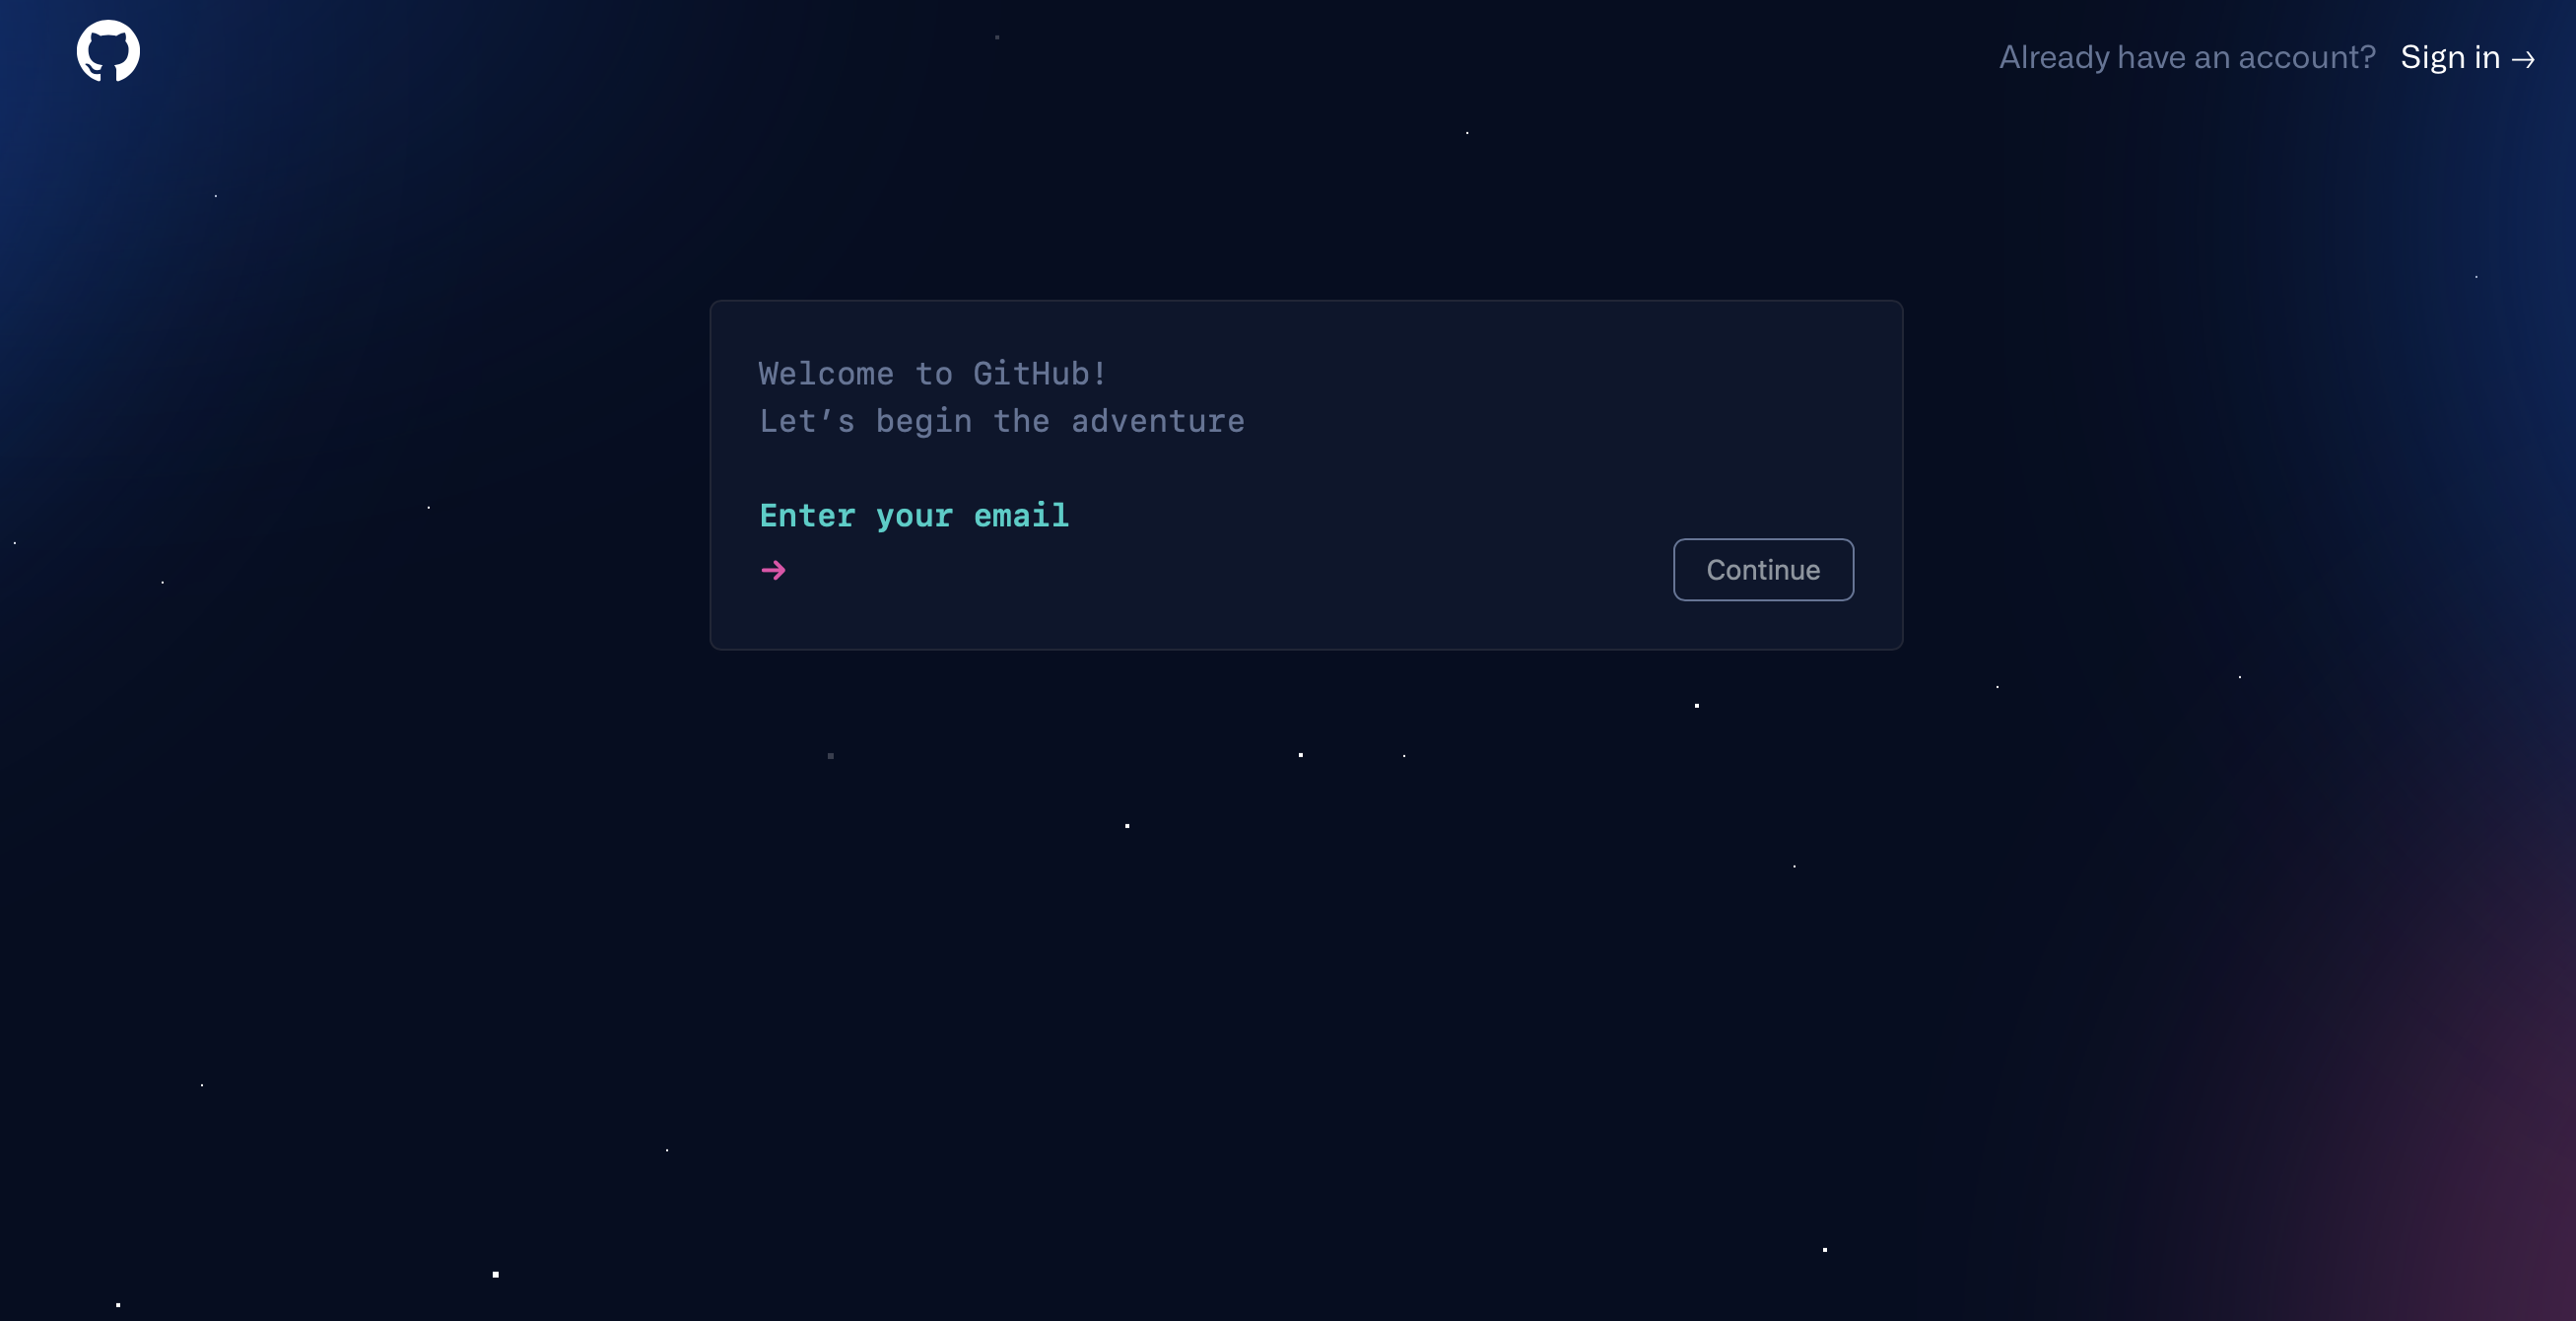 Already have an account? Sign in →
Welcome to GitHub!
Let’s begin the adventure
Enter your email
→
Continue